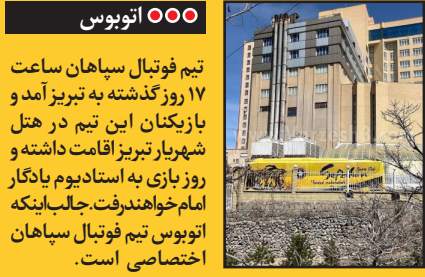 اتوبوس
تیم فوتبال سپاهان ساعت
۱۷ روز گذشته به تبریز آمد و
بازیکنان این تیم در هتل
شهریار تبریز اقامت داشته و
روز بازی به استادیوم یادگار
امام خواهند رفت. جالب اینکه
اتوبوس تیم فوتبال سپاهان
اختصاصی است.